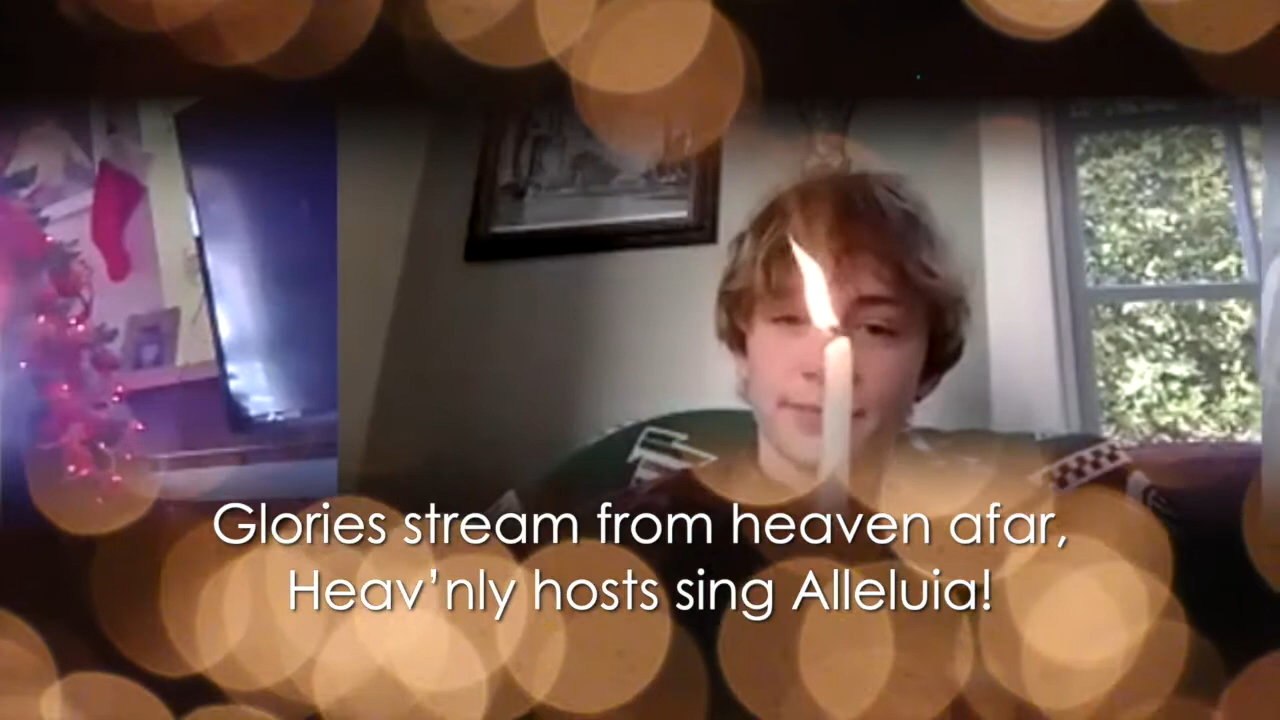 Glories stream from heaven afar,
Heav’nly hosts sing Alleluia!